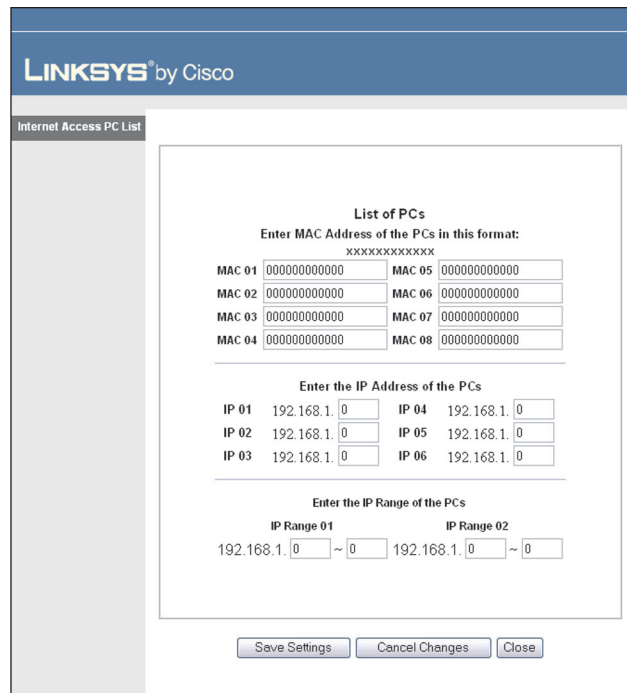 LINKSYS® by Cisco
Internet Access PC List
List of PCs
Enter MAC Address of the PCs in this format:
xxxxxxxxxxxx
MAC 01 000000000000 MAC 05 000000000000
MAC 02 000000000000 MAC 06 000000000000
MAC 03 000000000000 MAC 07 000000000000
MAC 04 000000000000 MAC 08 000000000000
Enter the IP Address of the PCs
IP 01 192.168.1. 0 IP 04 192.168.1. 0
IP 02 192.168.1. 0 IP 05 192.168.1. 0
IP 03 192.168.1. 0 IP 06 192.168.1. 0
Enter the IP Range of the PCs
IP Range 01 IP Range 02
192.168.1. 0 ~ 0 192.168.1. 0 ~ 0
Save Settings Cancel Changes Close